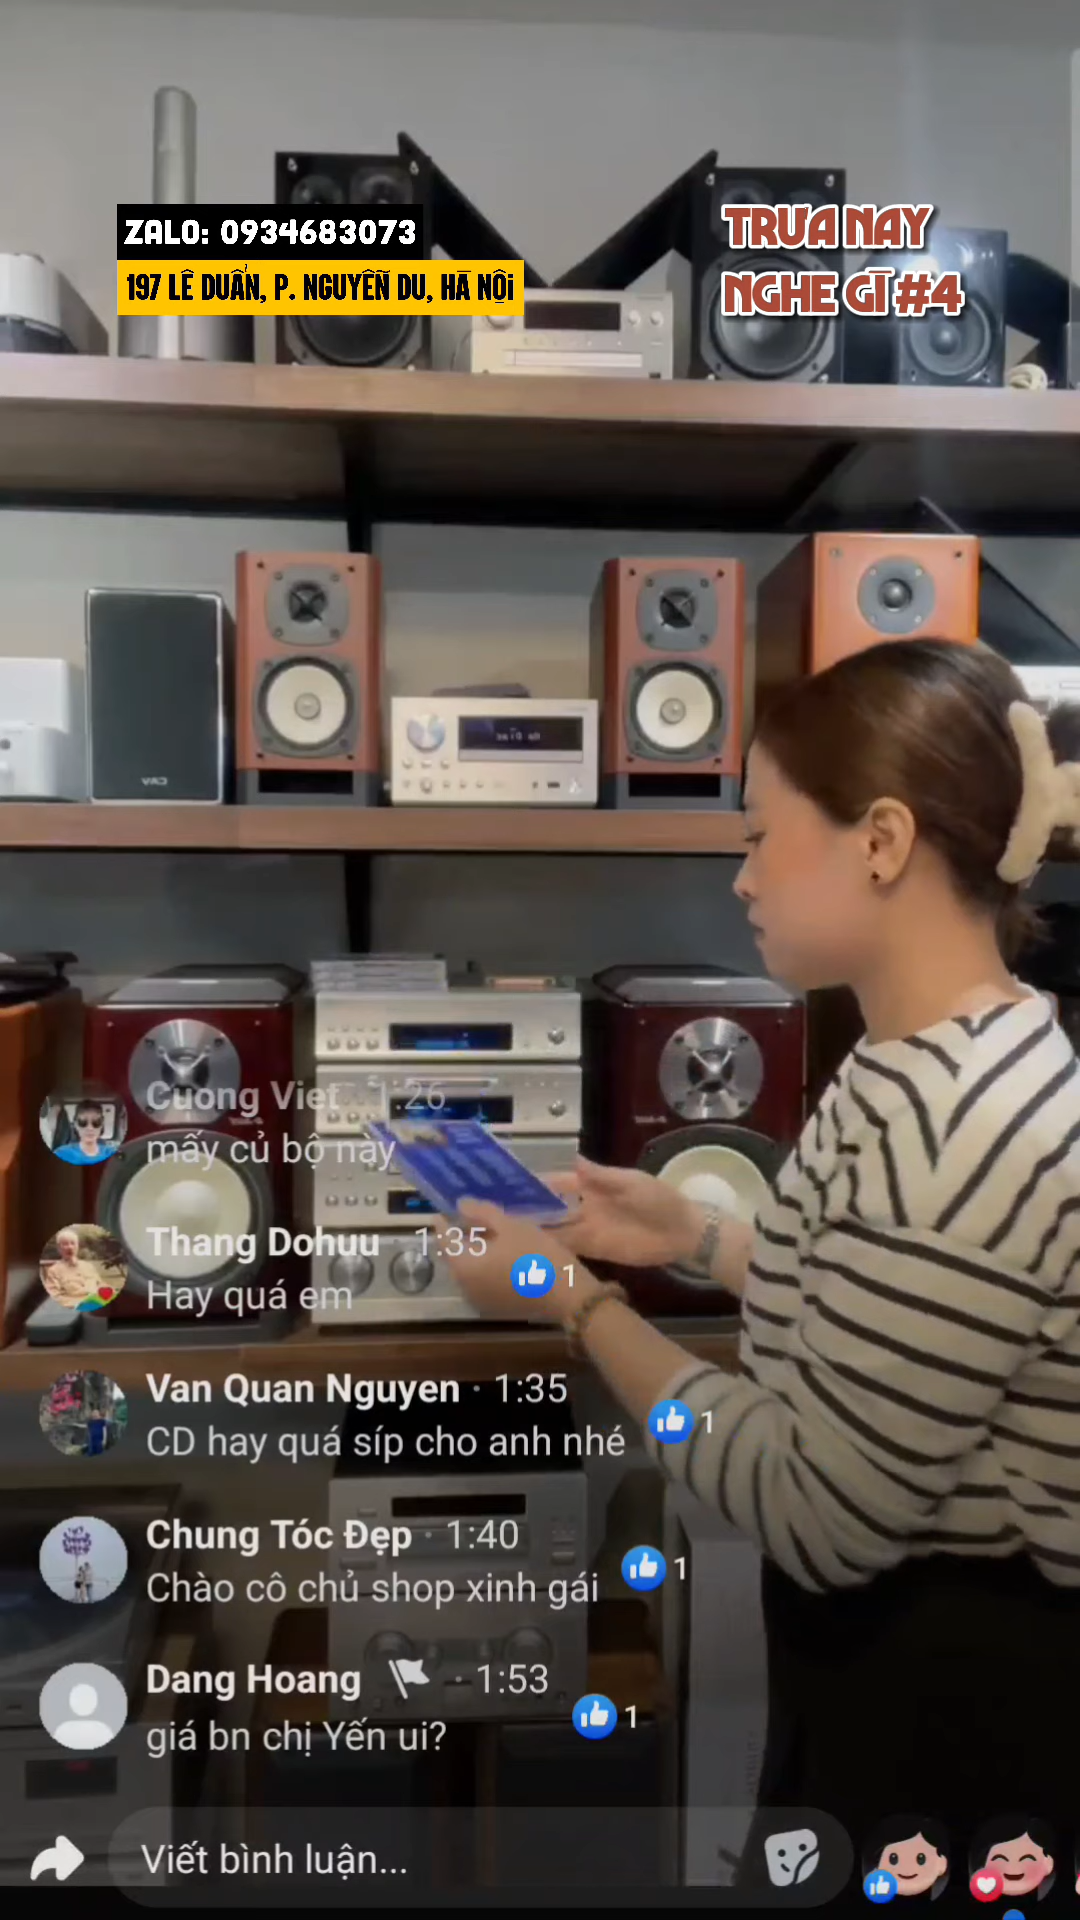 ZALO: 0934683073
197 LÊ DUẨN, P. NGUYỄN DU, HÀ NỘI
TRƯA NAY
NGHE GÌ #4
Cuong Viet · 1:26
mấy củ bộ này
Thang Dohuu · 1:35
Hay quá em
1
Van Quan Nguyen · 1:35
CD hay quá síp cho anh nhé
1
Chung Tóc Đẹp · 1:40
Chào cô chủ shop xinh gái
1
Dang Hoang · 1:53
giá bn chị Yến ui?
1
Viết bình luận...